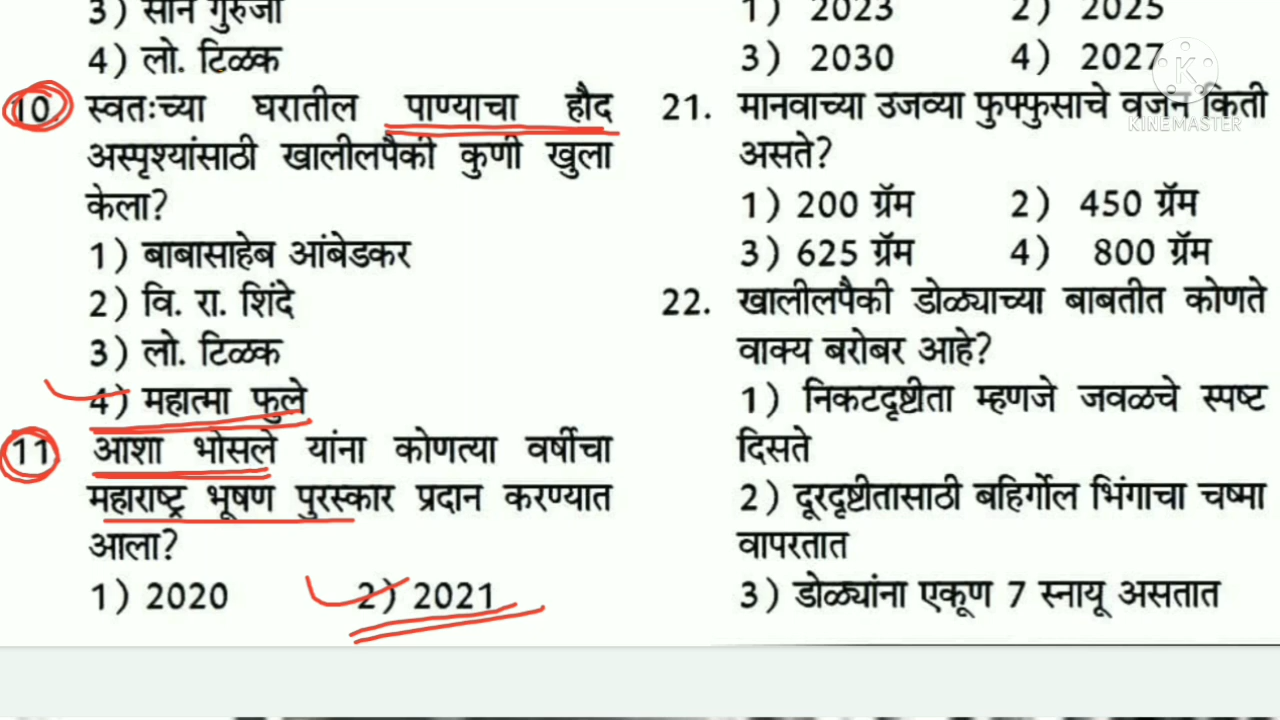 3) साने गुरुजी
4) लो. टिळक
10 स्वतःच्या घरातील पाण्याचा हौद
अस्पृश्यांसाठी खालीलपैकी कुणी खुला
केला?
1) बाबासाहेब आंबेडकर
2) वि. रा. शिंदे
3) लो. टिळक
4) महात्मा फुले
11 आशा भोसले यांना कोणत्या वर्षीचा
महाराष्ट्र भूषण पुरस्कार प्रदान करण्यात
आला?
1) 2020 2) 2021
1) 2023 2) 2025
3) 2030 4) 2027
21. मानवाच्या उजव्या फुफ्फुसाचे वजन किती
असते?
1) 200 ग्रॅम 2) 450 ग्रॅम
3) 625 ग्रॅम 4) 800 ग्रॅम
22. खालीलपैकी डोळ्याच्या बाबतीत कोणते
वाक्य बरोबर आहे?
1) निकटदृष्टीता म्हणजे जवळचे स्पष्ट
दिसते
2) दूरदृष्टीतासाठी बहिर्गोल भिंगाचा चष्मा
वापरतात
3) डोळ्यांना एकूण 7 स्नायू असतात
K
KINEMASTER